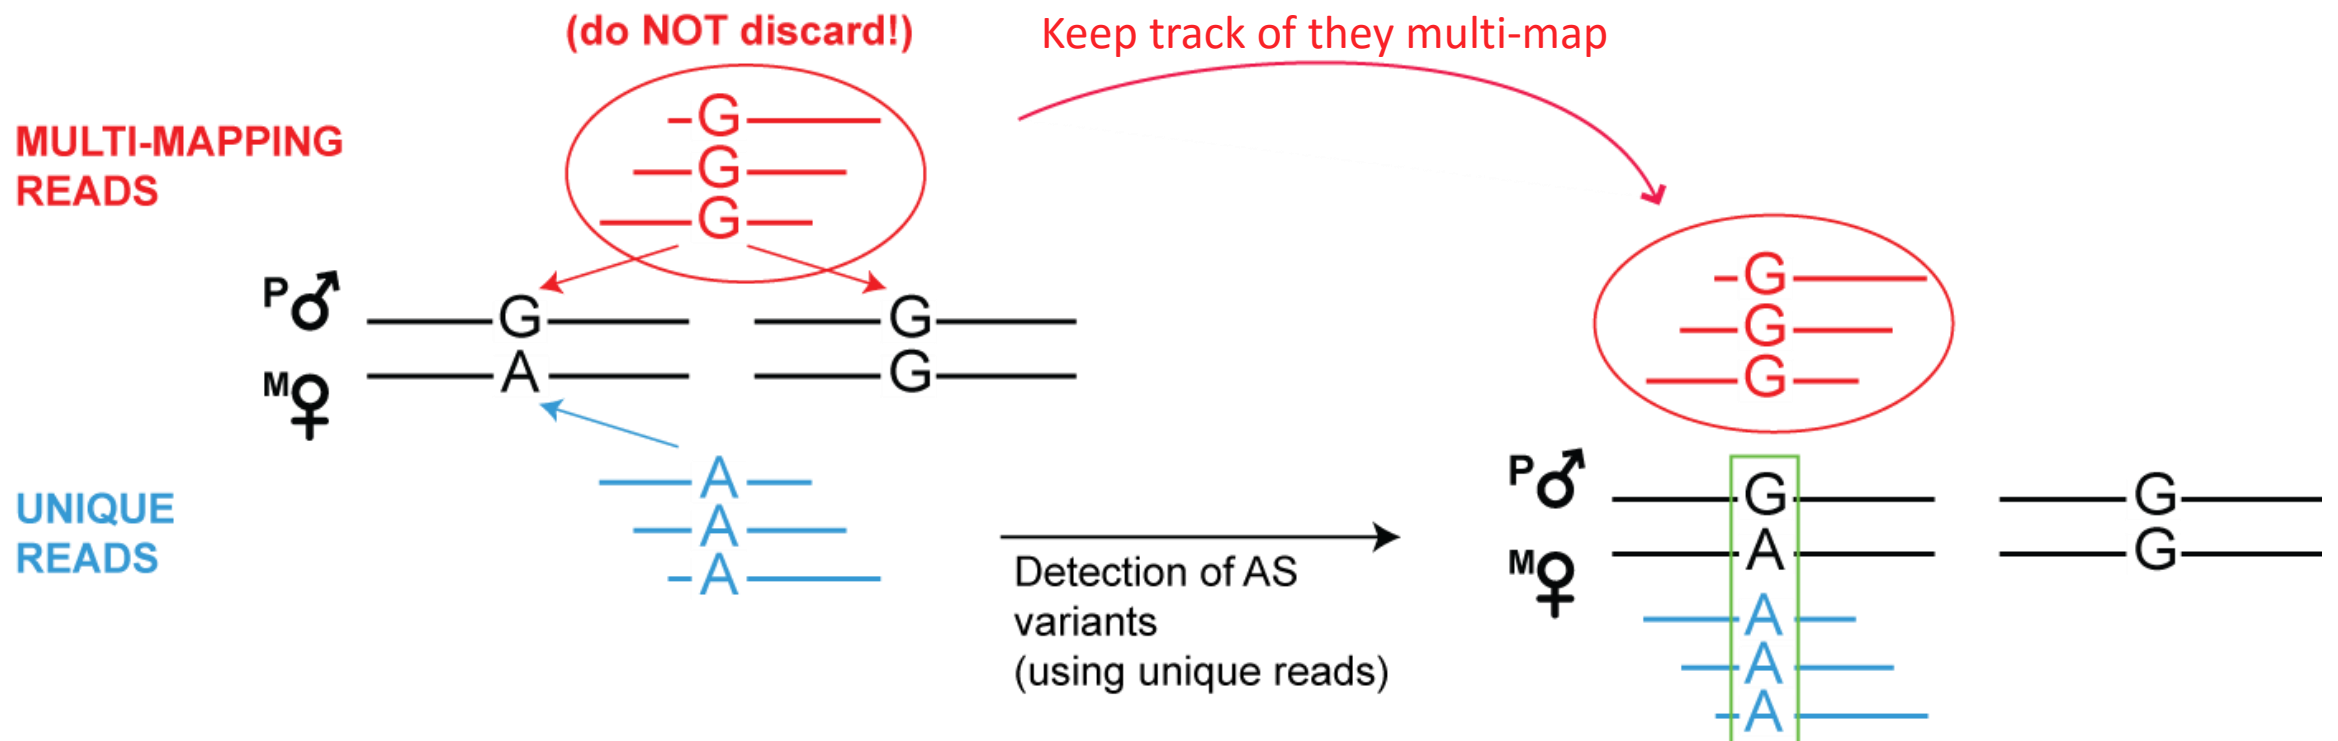 (do NOT discard!)
Keep track of they multi-map
MULTI-MAPPING
READS
G
G
G
P
G
G
M
A
G
UNIQUE
READS
A
A
A
Detection of AS
variants
(using unique reads)
G
G
G
P
G
G
M
A
G
A
A
A